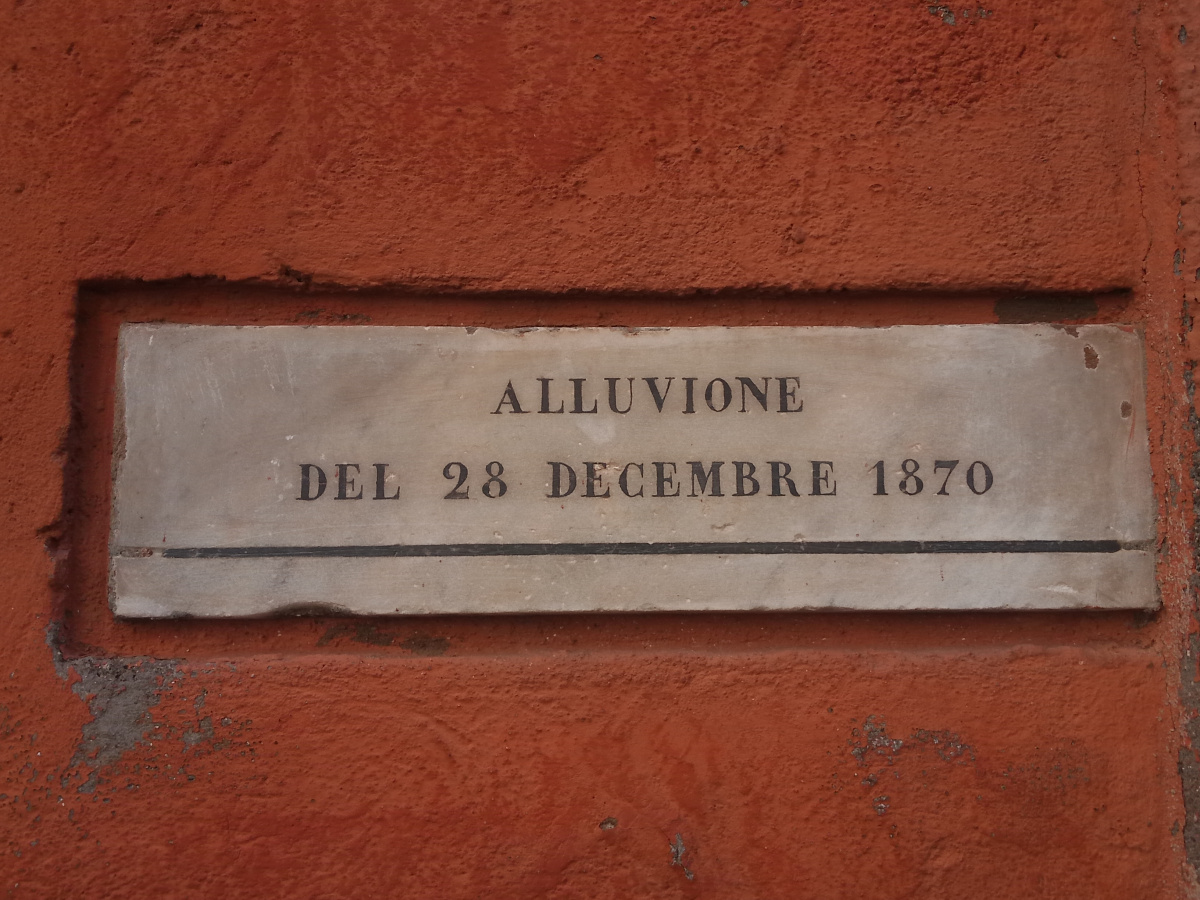 ALLUVIONE
DEL 28 DECEMBRE 1870